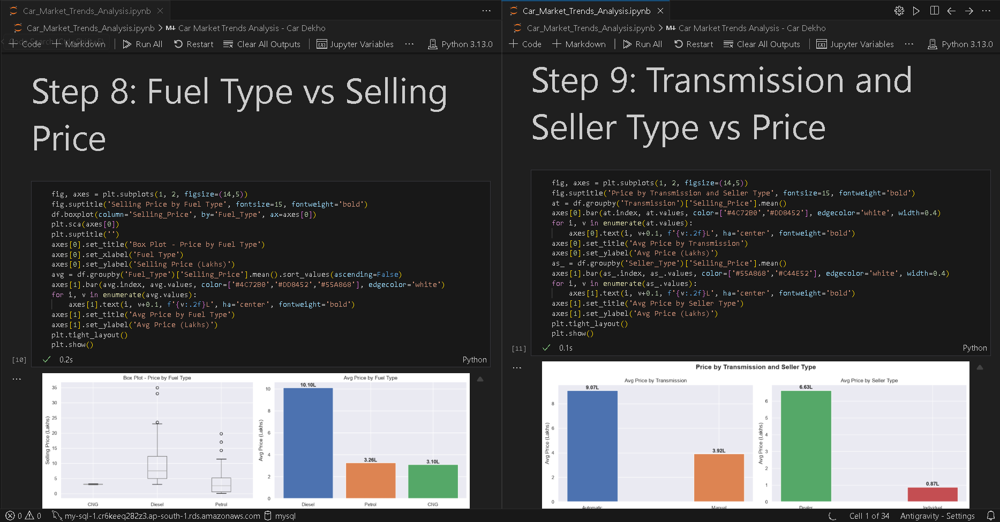 Car_Market_Trends_Analysis.ipynb
Car_Market_Trends_Analysis.ipynb > M↓ Car Market Trends Analysis - Car Dekho
Code Search (Ctrl+Shift+F)
+ Code + Markdown Run All Restart Clear All Outputs Jupyter Variables ... Python 3.13.0
Step 8: Fuel Type vs Selling
Price
fig, axes = plt.subplots(1, 2, figsize=(14,5))
fig.suptitle('Selling Price by Fuel Type', fontsize=15, fontweight='bold')
df.boxplot(column='Selling_Price', by='Fuel_Type', ax=axes[0])
plt.sca(axes[0])
plt.suptitle('')
axes[0].set_title('Box Plot - Price by Fuel Type')
axes[0].set_xlabel('Fuel Type')
axes[0].set_ylabel('Selling Price (Lakhs)')
avg = df.groupby('Fuel_Type')['Selling_Price'].mean().sort_values(ascending=False)
axes[1].bar(avg.index, avg.values, color=['#4C72B0','#DD8452','#55A868'], edgecolor='white')
for i, v in enumerate(avg.values):
    axes[1].text(i, v+0.1, f'{v:.2f}L', ha='center', fontweight='bold')
axes[1].set_title('Avg Price by Fuel Type')
axes[1].set_ylabel('Avg Price (Lakhs)')
plt.tight_layout()
plt.show()
[10] 0.2s Python
...
Box Plot - Price by Fuel Type
Selling Price (Lakhs)
35
30
25
20
15
10
5
0
CNG Diesel Petrol
Avg Price by Fuel Type
Avg Price (Lakhs)
10
8
6
4
2
0
10.10L
3.26L
3.10L
Diesel Petrol CNG
Car_Market_Trends_Analysis.ipynb
Car_Market_Trends_Analysis.ipynb > M↓ Car Market Trends Analysis - Car Dekho
+ Code + Markdown Run All Restart Clear All Outputs Jupyter Variables ... Python 3.13.0
Step 9: Transmission and
Seller Type vs Price
fig, axes = plt.subplots(1, 2, figsize=(14,5))
fig.suptitle('Price by Transmission and Seller Type', fontsize=15, fontweight='bold')
at = df.groupby('Transmission')['Selling_Price'].mean()
axes[0].bar(at.index, at.values, color=['#4C72B0','#DD8452'], edgecolor='white', width=0.4)
for i, v in enumerate(at.values):
    axes[0].text(i, v+0.1, f'{v:.2f}L', ha='center', fontweight='bold')
axes[0].set_title('Avg Price by Transmission')
axes[0].set_ylabel('Avg Price (Lakhs)')
as_ = df.groupby('Seller_Type')['Selling_Price'].mean()
axes[1].bar(as_.index, as_.values, color=['#55A868','#C44E52'], edgecolor='white', width=0.4)
for i, v in enumerate(as_.values):
    axes[1].text(i, v+0.1, f'{v:.2f}L', ha='center', fontweight='bold')
axes[1].set_title('Avg Price by Seller Type')
axes[1].set_ylabel('Avg Price (Lakhs)')
plt.tight_layout()
plt.show()
[11] 0.1s Python
...
Price by Transmission and Seller Type
Avg Price by Transmission
Avg Price (Lakhs)
8
6
4
2
0
9.07L
3.92L
Automatic Manual
Avg Price by Seller Type
Avg Price (Lakhs)
6
5
4
3
2
1
0
6.63L
0.87L
Dealer Individual
0 0 my-sql-1.cr6keeq282z3.ap-south-1.rds.amazonaws.com mysql Cell 1 of 34 Antigravity - Settings